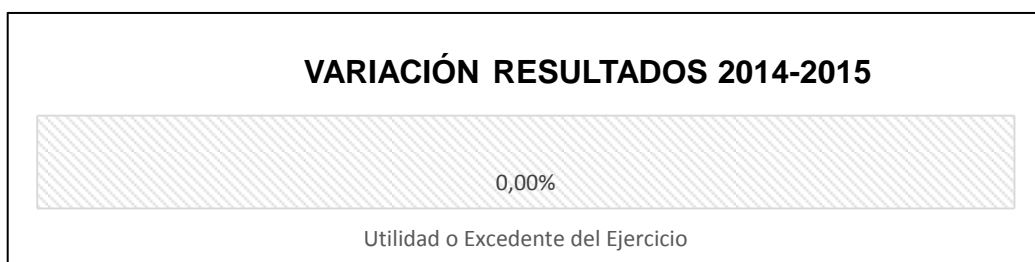 VARIACIÓN RESULTADOS 2014-2015
0,00%
Utilidad o Excedente del Ejercicio